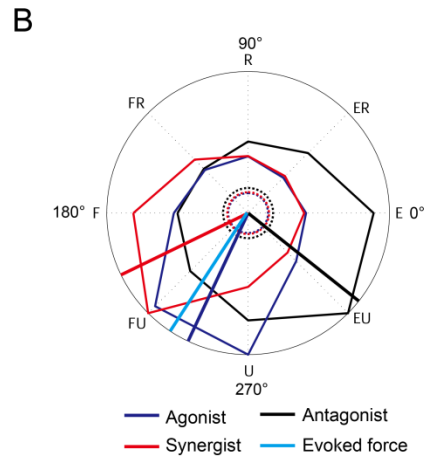 B
90°
R
FR
ER
180° F
E 0°
FU
EU
U
270°
Agonist
Antagonist
Synergist
Evoked force